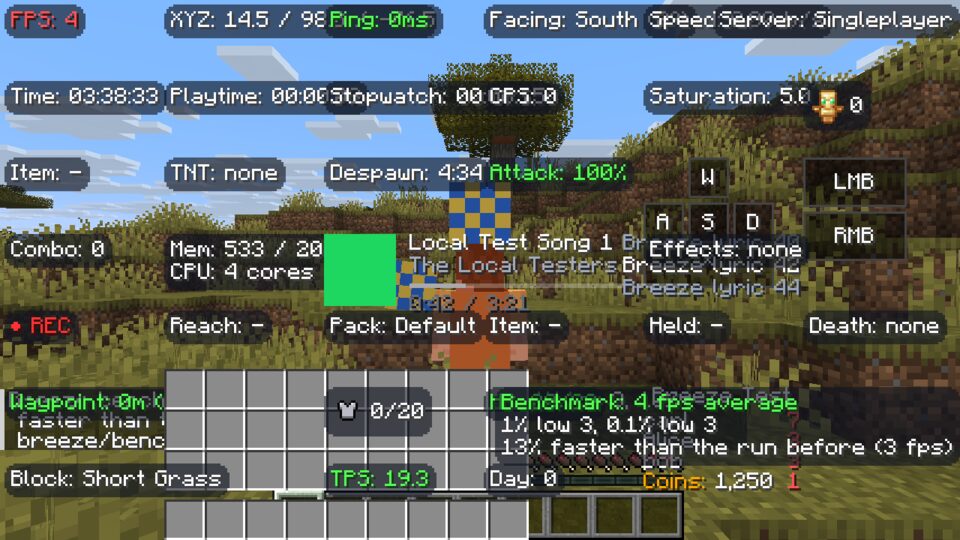 FPS: 4
XYZ: 14.5 / 98
Ping: 0ms
Facing: South
Speed
Server: Singleplayer
Time: 03:38:33
Playtime: 00:00
Stopwatch: 00
CPS: 0
Saturation: 5.0
0
Item: -
TNT: none
Despawn: 4:34
Attack: 100%
W
LMB
A S D
RMB
Combo: 0
Mem: 533 / 20
CPU: 4 cores
Local Test Song 1
The Local Testers
0:42 / 3:21
Effects: none
Breeze lyric 42
Breeze lyric 44
REC
Reach: -
Pack: Default
Item: -
Held: -
Death: none
Waypoint: 0m
faster than
breeze/benc
0/20
Benchmark: 4 fps average
1% low 3, 0.1% low 3
13% faster than the run before (3 fps)
Block: Short Grass
TPS: 19.3
Day: 0
Coins: 1,250
1